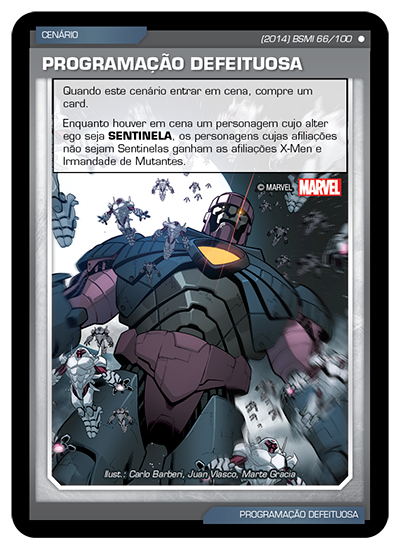 CENÁRIO
(2014) BSMI 66/100 ●
PROGRAMAÇÃO DEFEITUOSA
Quando este cenário entrar em cena, compre um
card.
Enquanto houver em cena um personagem cujo alter
ego seja SENTINELA, os personagens cujas afiliações
não sejam Sentinelas ganham as afiliações X-Men e
Irmandade de Mutantes.
© MARVEL MARVEL
Ilust.: Carlo Barberi, Juan Vlasco, Marte Gracia
PROGRAMAÇÃO DEFEITUOSA